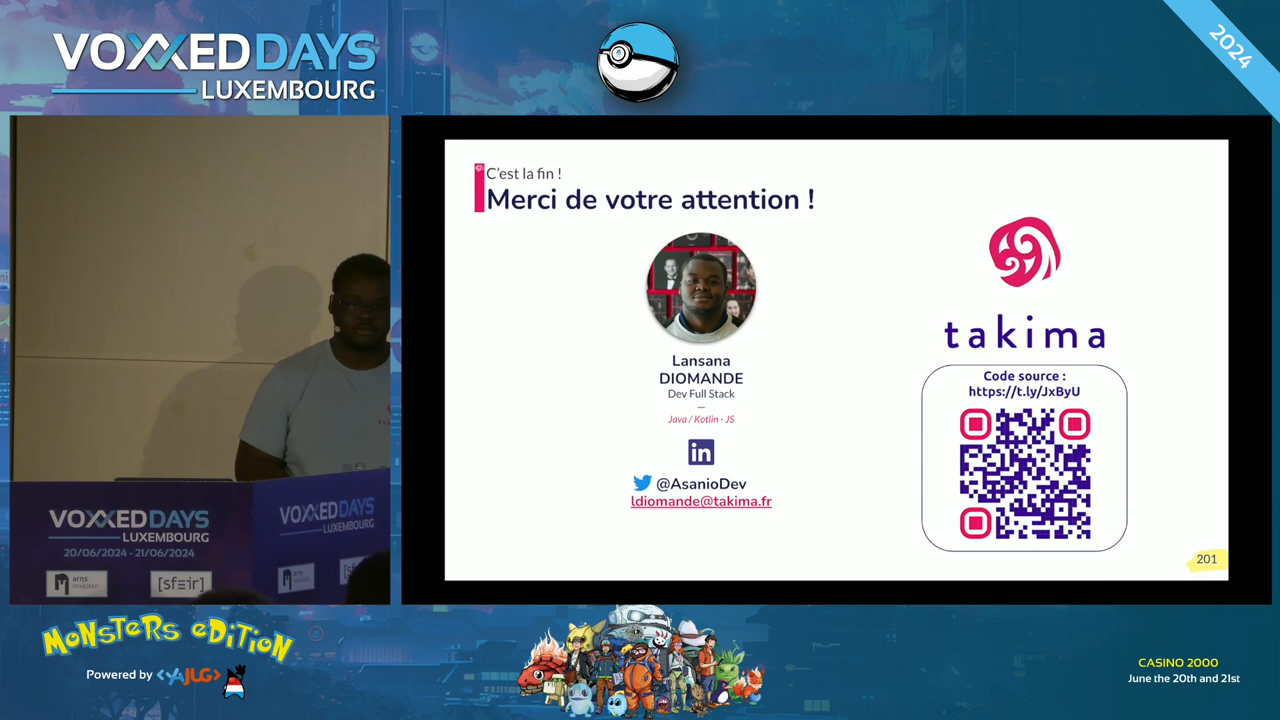 VOXXEDDAYS
LUXEMBOURG
2024
C'est la fin !
Merci de votre attention !
Lansana
DIOMANDE
Dev Full Stack
Java / Kotlin - JS
in
@AsanioDev
ldiomande@takima.fr
takima
Code source :
https://t.ly/JxByU
201
VOXXEDDAYS
LUXEMBOURG
20/06/2024 - 21/06/2024
[sfeir]
VOXXEDDAYS
LUXEMBOURG
MONSTERS EDITION
Powered by <YAJUG>
CASINO 2000
June the 20th and 21st